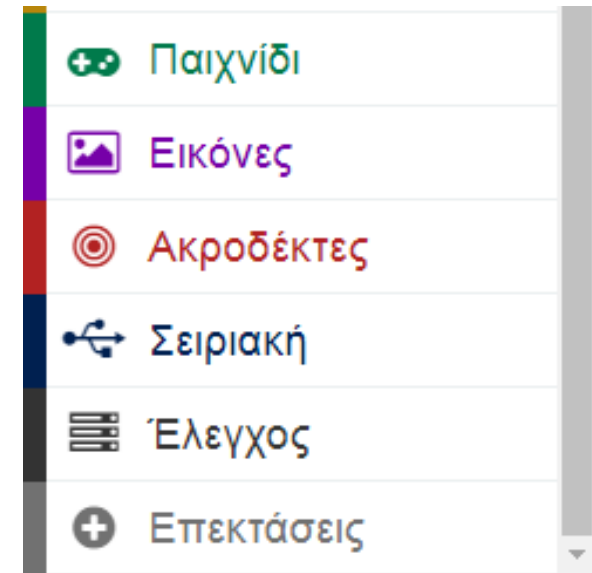 Παιχνίδι
Εικόνες
Ακροδέκτες
Σειριακή
Έλεγχος
Επεκτάσεις